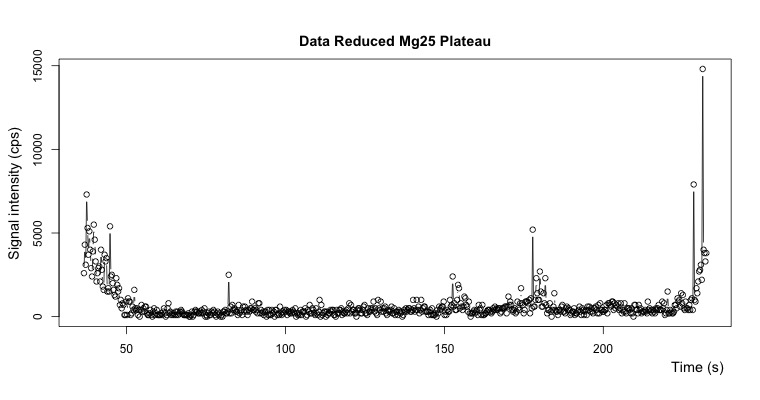 Data Reduced Mg25 Plateau
Signal intensity (cps)
15000
10000
5000
0
50 100 150 200
Time (s)